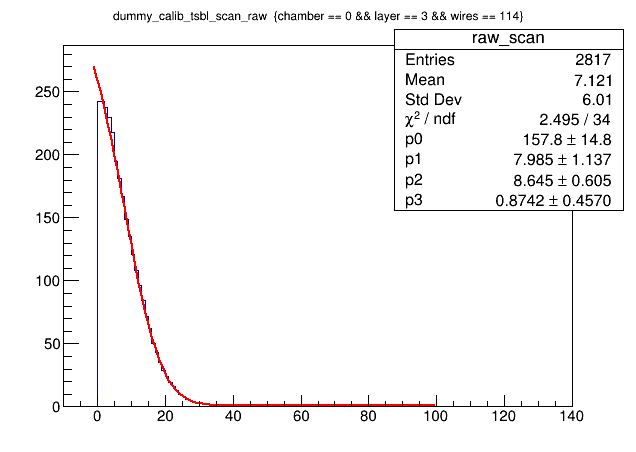 dummy_calib_tsbl_scan_raw {chamber == 0 && layer == 3 && wires == 114}
raw_scan
Entries 2817
Mean 7.121
Std Dev 6.01
χ² / ndf 2.495 / 34
p0 157.8 ± 14.8
p1 7.985 ± 1.137
p2 8.645 ± 0.605
p3 0.8742 ± 0.4570
250
200
150
100
50
0
0 20 40 60 80 100 120 140